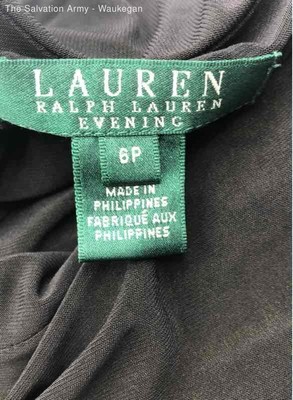 The Salvation Army - Waukegan
LAUREN
RALPH LAUREN
EVENING
6P
MADE IN
PHILIPPINES
FABRIQUÉ AUX
PHILIPPINES